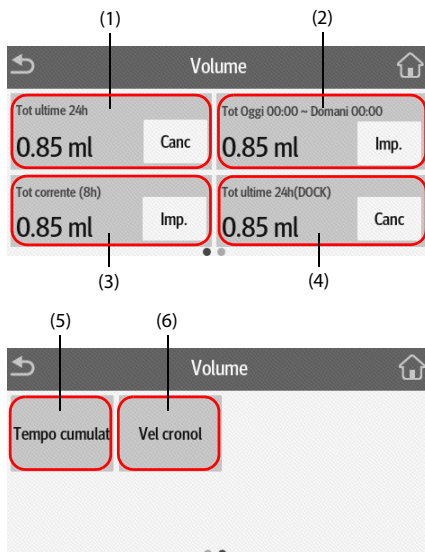 (1) (2)
Volume
Tot ultime 24h
0.85 ml
Canc
Tot Oggi 00:00 ~ Domani 00:00
0.85 ml
Imp.
Tot corrente (8h)
0.85 ml
Imp.
Tot ultime 24h(DOCK)
0.85 ml
Canc
(3) (4)
(5) (6)
Volume
Tempo cumulat
Vel cronol